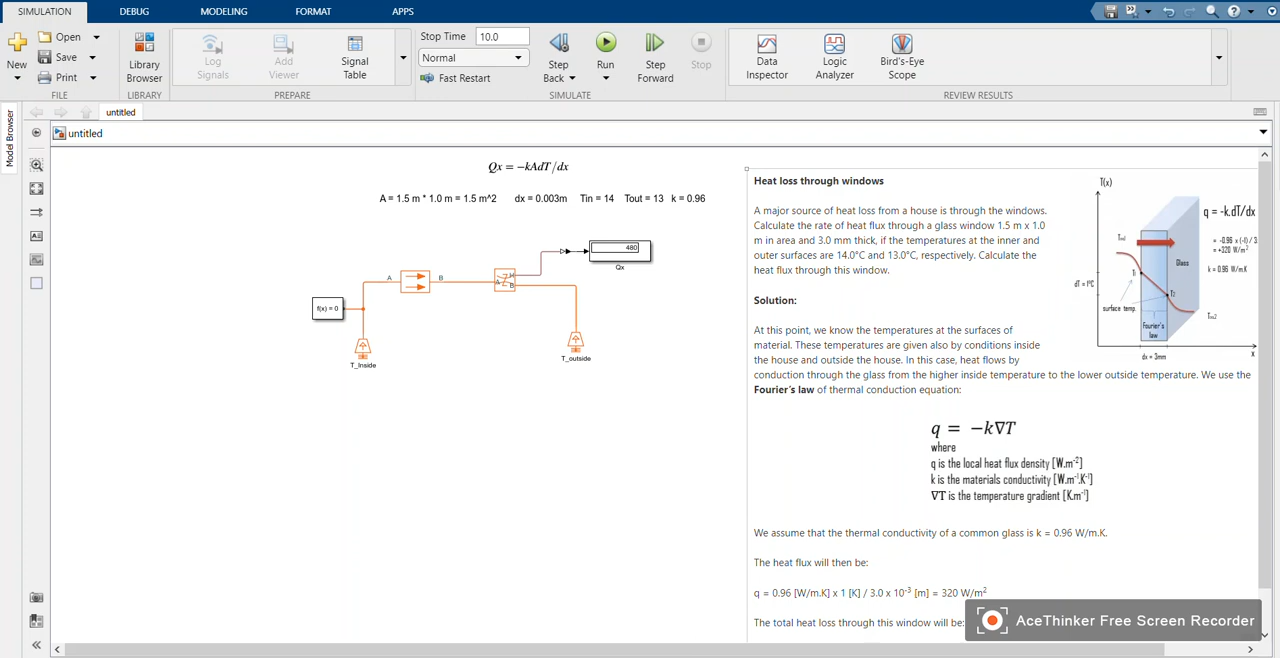 SIMULATION DEBUG MODELING FORMAT APPS
New
Open
Save
Print
FILE
Library Browser
LIBRARY
Log Signals
Add Viewer
Signal Table
PREPARE
Stop Time 10.0
Normal
Fast Restart
Step Back
Run
Step Forward
Stop
SIMULATE
Data Inspector
Logic Analyzer
Bird's-Eye Scope
REVIEW RESULTS
Model Browser
untitled
untitled
Qx = −kAdT/dx
A = 1.5 m * 1.0 m = 1.5 m^2 dx = 0.003m Tin = 14 Tout = 13 k = 0.96
480
Qx
A B
A H
B
f(x) = 0
T_Inside
T_outside
Heat loss through windows
A major source of heat loss from a house is through the windows.
Calculate the rate of heat flux through a glass window 1.5 m x 1.0
m in area and 3.0 mm thick, if the temperatures at the inner and
outer surfaces are 14.0°C and 13.0°C, respectively. Calculate the
heat flux through this window.
Solution:
At this point, we know the temperatures at the surfaces of
material. These temperatures are given also by conditions inside
the house and outside the house. In this case, heat flows by
conduction through the glass from the higher inside temperature to the lower outside temperature. We use the
Fourier's law of thermal conduction equation:
T(x)
q = -k.dT/dx
= -0.96 x (-1) / 3
= +320 W/m²
k = 0.96 W/m.K
Glass
T∞1
T1
dT = 1°C
T2
surface temp.
T∞2
Fourier's
law
dx = 3mm
x
q = −k∇T
where
q is the local heat flux density [W.m⁻²]
k is the materials conductivity [W.m⁻¹.K⁻¹]
∇T is the temperature gradient [K.m⁻¹]
We assume that the thermal conductivity of a common glass is k = 0.96 W/m.K.
The heat flux will then be:
q = 0.96 [W/m.K] x 1 [K] / 3.0 x 10⁻³ [m] = 320 W/m²
The total heat loss through this window will be:
AceThinker Free Screen Recorder